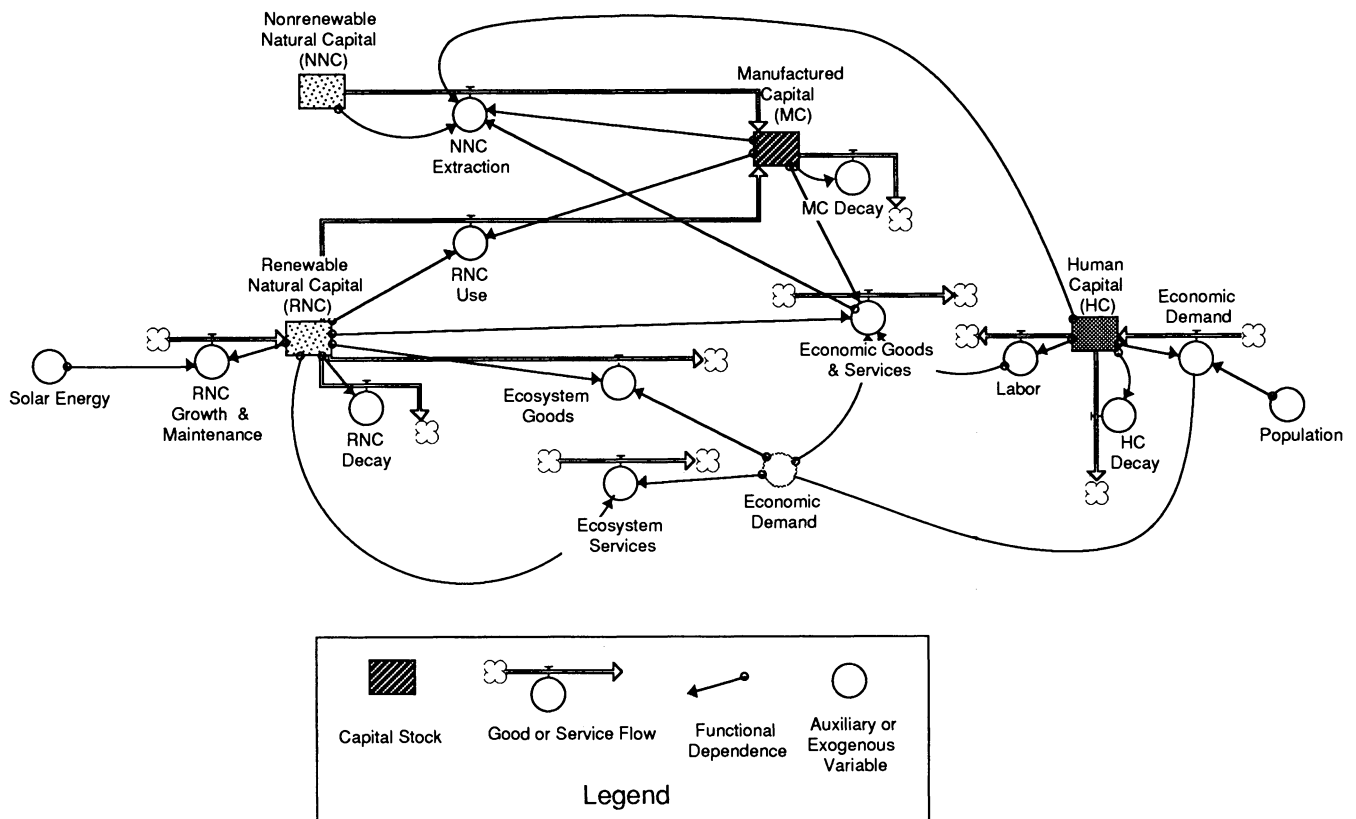 Nonrenewable
Natural Capital
(NNC)
Manufactured
Capital
(MC)
NNC
Extraction
MC Decay
Renewable
Natural Capital
(RNC)
RNC
Use
Human
Capital
(HC)
Economic
Demand
Economic Goods
& Services
Solar Energy
RNC
Growth &
Maintenance
RNC
Decay
Ecosystem
Goods
Labor
HC
Decay
Population
Ecosystem
Services
Economic
Demand
Capital Stock
Good or Service Flow
Functional
Dependence
Auxiliary or
Exogenous
Variable
Legend